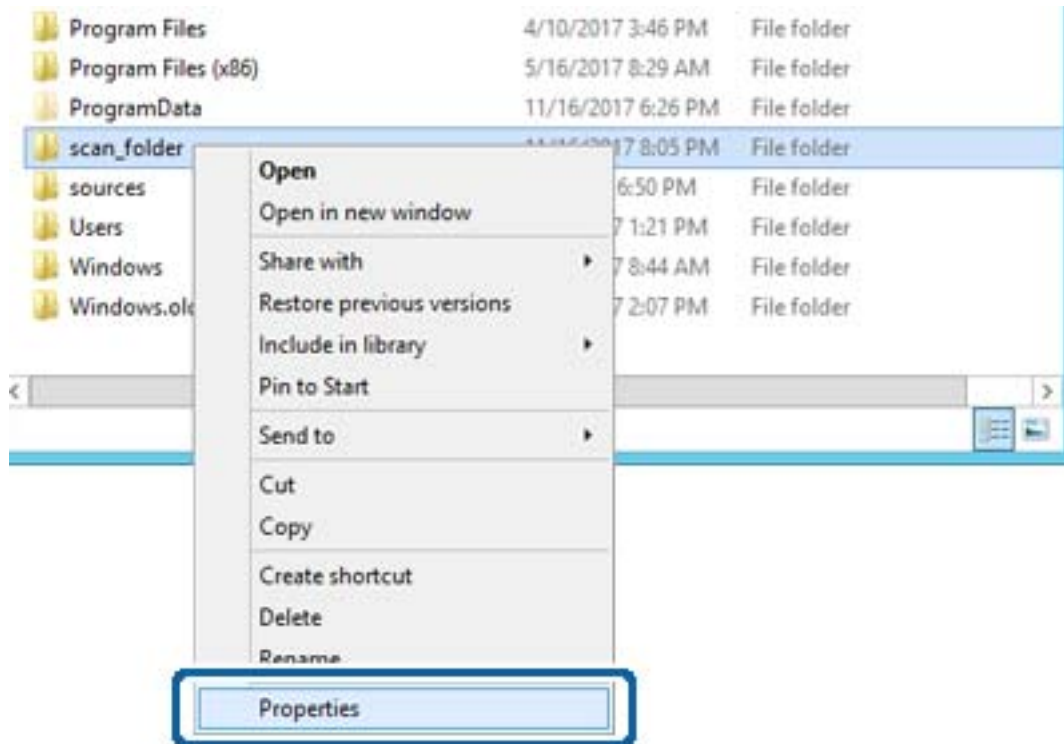 Program Files 4/10/2017 3:46 PM File folder
Program Files (x86) 5/16/2017 8:29 AM File folder
ProgramData 11/16/2017 6:26 PM File folder
scan_folder 8:05 PM File folder
sources 6:50 PM File folder
Users 1:21 PM File folder
Windows 8:44 AM File folder
Windows.old 2:07 PM File folder
Open
Open in new window
Share with
Restore previous versions
Include in library
Pin to Start
Send to
Cut
Copy
Create shortcut
Delete
Rename
Properties